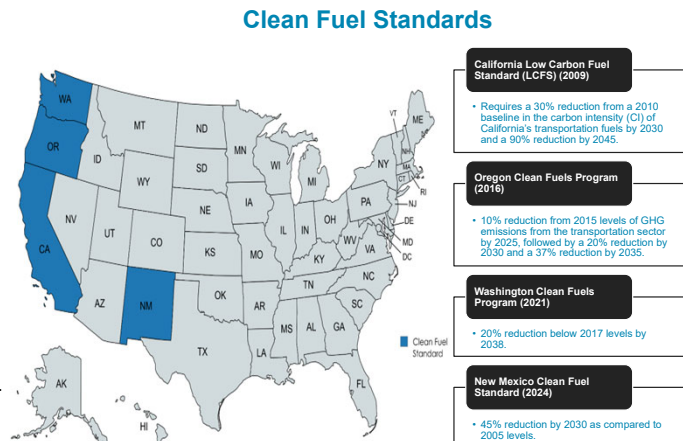 Clean Fuel Standards
WA
OR
CA
NV
ID
MT
WY
UT
AZ
CO
NM
ND
SD
NE
KS
OK
TX
MN
IA
MO
AR
LA
WI
IL
MI
IN
OH
KY
TN
MS
AL
GA
FL
SC
NC
VA
WV
PA
NY
VT
NH
MA
CT
ME
RI
NJ
DE
MD
DC
AK
HI
Clean Fuel
Standard
California Low Carbon Fuel
Standard (LCFS) (2009)
• Requires a 30% reduction from a 2010
baseline in the carbon intensity (CI) of
California's transportation fuels by 2030
and a 90% reduction by 2045.
Oregon Clean Fuels Program
(2016)
• 10% reduction from 2015 levels of GHG
emissions from the transportation sector
by 2025, followed by a 20% reduction by
2030 and a 37% reduction by 2035.
Washington Clean Fuels
Program (2021)
• 20% reduction below 2017 levels by
2038.
New Mexico Clean Fuel
Standard (2024)
• 45% reduction by 2030 as compared to
2005 levels.